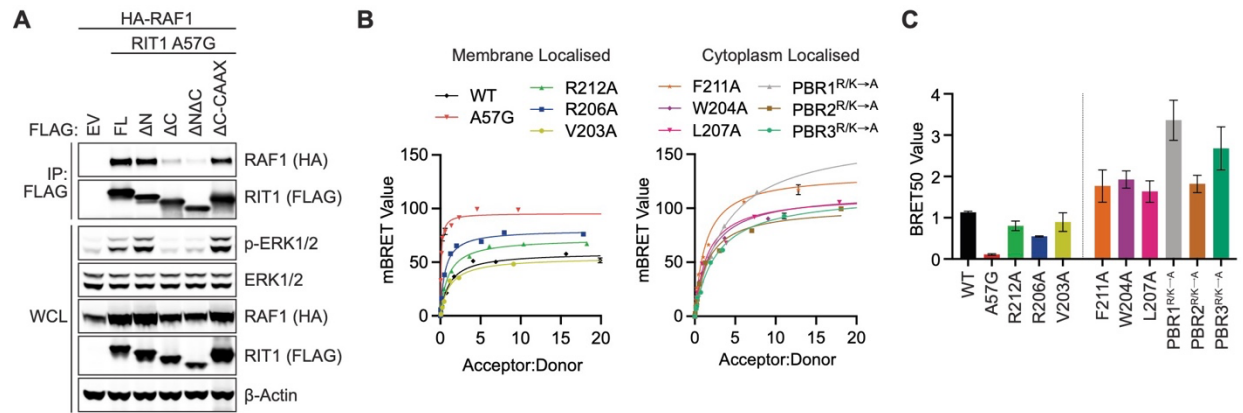 A
HA-RAF1
RIT1 A57G
FLAG: EV FL ΔN ΔC ΔNΔC ΔC-CAAX
IP:
FLAG
RAF1 (HA)
RIT1 (FLAG)
p-ERK1/2
ERK1/2
WCL
RAF1 (HA)
RIT1 (FLAG)
β-Actin
B
Membrane Localised
WT
A57G
R212A
R206A
V203A
mBRET Value
150
100
50
0
0 5 10 15 20
Acceptor:Donor
Cytoplasm Localised
F211A
W204A
L207A
PBR1R/K→A
PBR2R/K→A
PBR3R/K→A
mBRET Value
150
100
50
0
0 5 10 15 20
Acceptor:Donor
C
BRET50 Value
4
3
2
1
0
WT
A57G
R212A
R206A
V203A
F211A
W204A
L207A
PBR1R/K→A
PBR2R/K→A
PBR3R/K→A